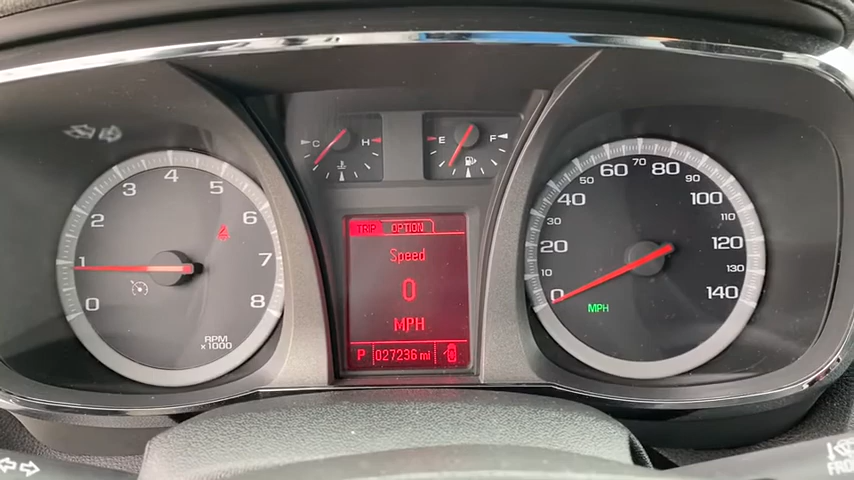 C H
E F
0 1 2 3 4 5 6 7 8
RPM
x1000
TRIP OPTION
Speed
0
MPH
P 027236 mi
0 10 20 30 40 50 60 70 80 90 100 110 120 130 140
MPH